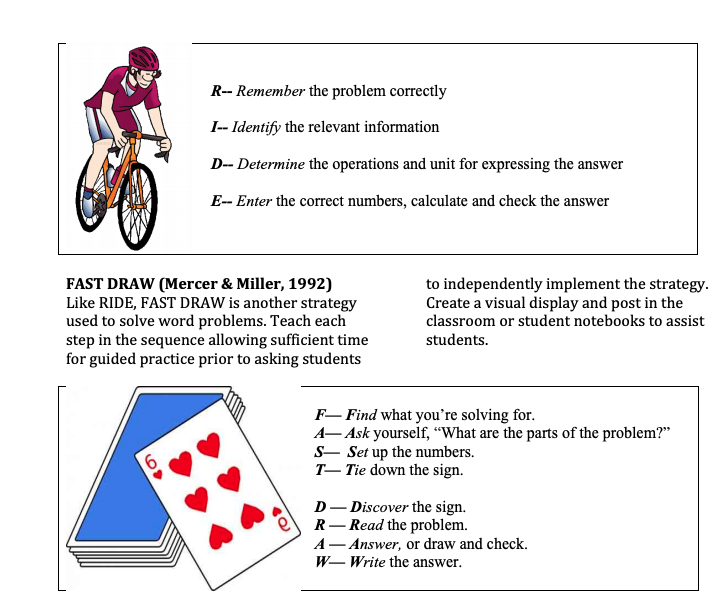 R-- Remember the problem correctly
I-- Identify the relevant information
D-- Determine the operations and unit for expressing the answer
E-- Enter the correct numbers, calculate and check the answer
FAST DRAW (Mercer & Miller, 1992)
Like RIDE, FAST DRAW is another strategy
used to solve word problems. Teach each
step in the sequence allowing sufficient time
for guided practice prior to asking students
to independently implement the strategy.
Create a visual display and post in the
classroom or student notebooks to assist
students.
6
6
F— Find what you’re solving for.
A— Ask yourself, “What are the parts of the problem?”
S— Set up the numbers.
T— Tie down the sign.
D — Discover the sign.
R — Read the problem.
A — Answer, or draw and check.
W— Write the answer.